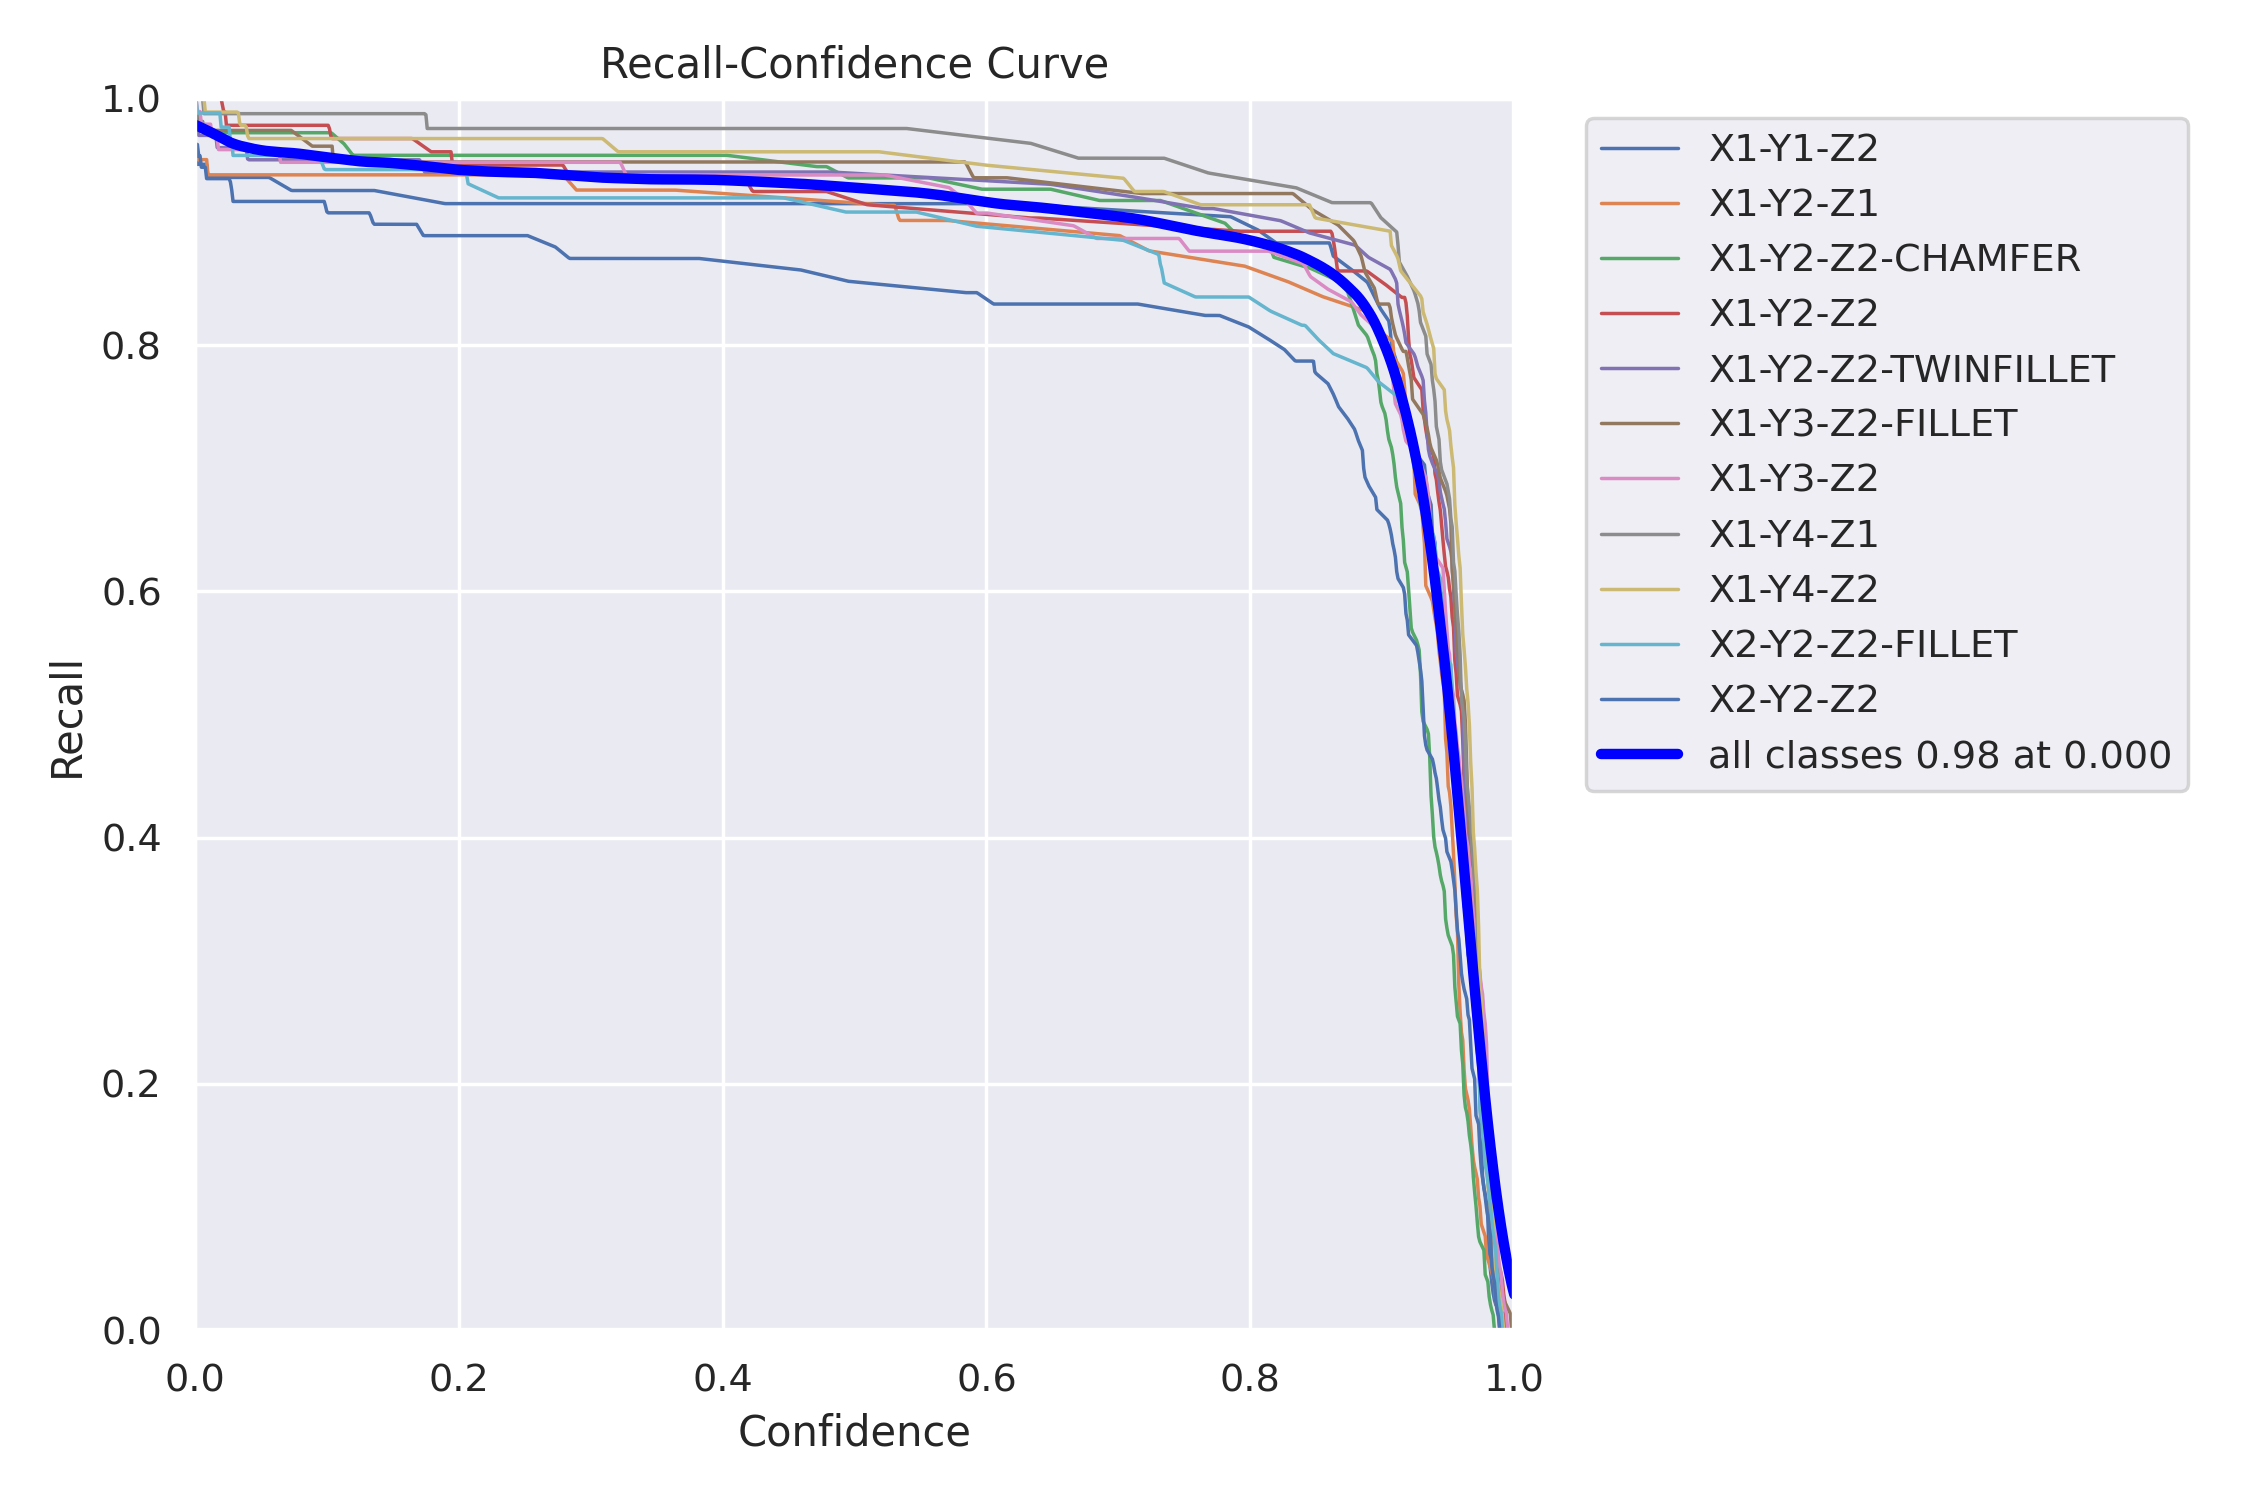 Recall-Confidence Curve
1.0
0.8
0.6
0.4
0.2
0.0
Recall
0.0 0.2 0.4 0.6 0.8 1.0
Confidence
X1-Y1-Z2
X1-Y2-Z1
X1-Y2-Z2-CHAMFER
X1-Y2-Z2
X1-Y2-Z2-TWINFILLET
X1-Y3-Z2-FILLET
X1-Y3-Z2
X1-Y4-Z1
X1-Y4-Z2
X2-Y2-Z2-FILLET
X2-Y2-Z2
all classes 0.98 at 0.000